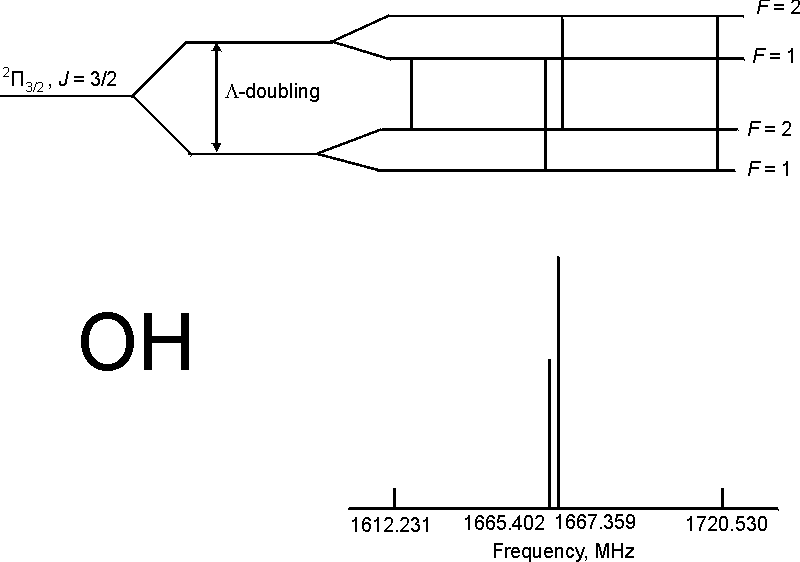 F = 2
²Π₃/₂ , J = 3/2
Λ-doubling
F = 1
F = 2
F = 1
OH
1612.231 1665.402 1667.359 1720.530
Frequency, MHz